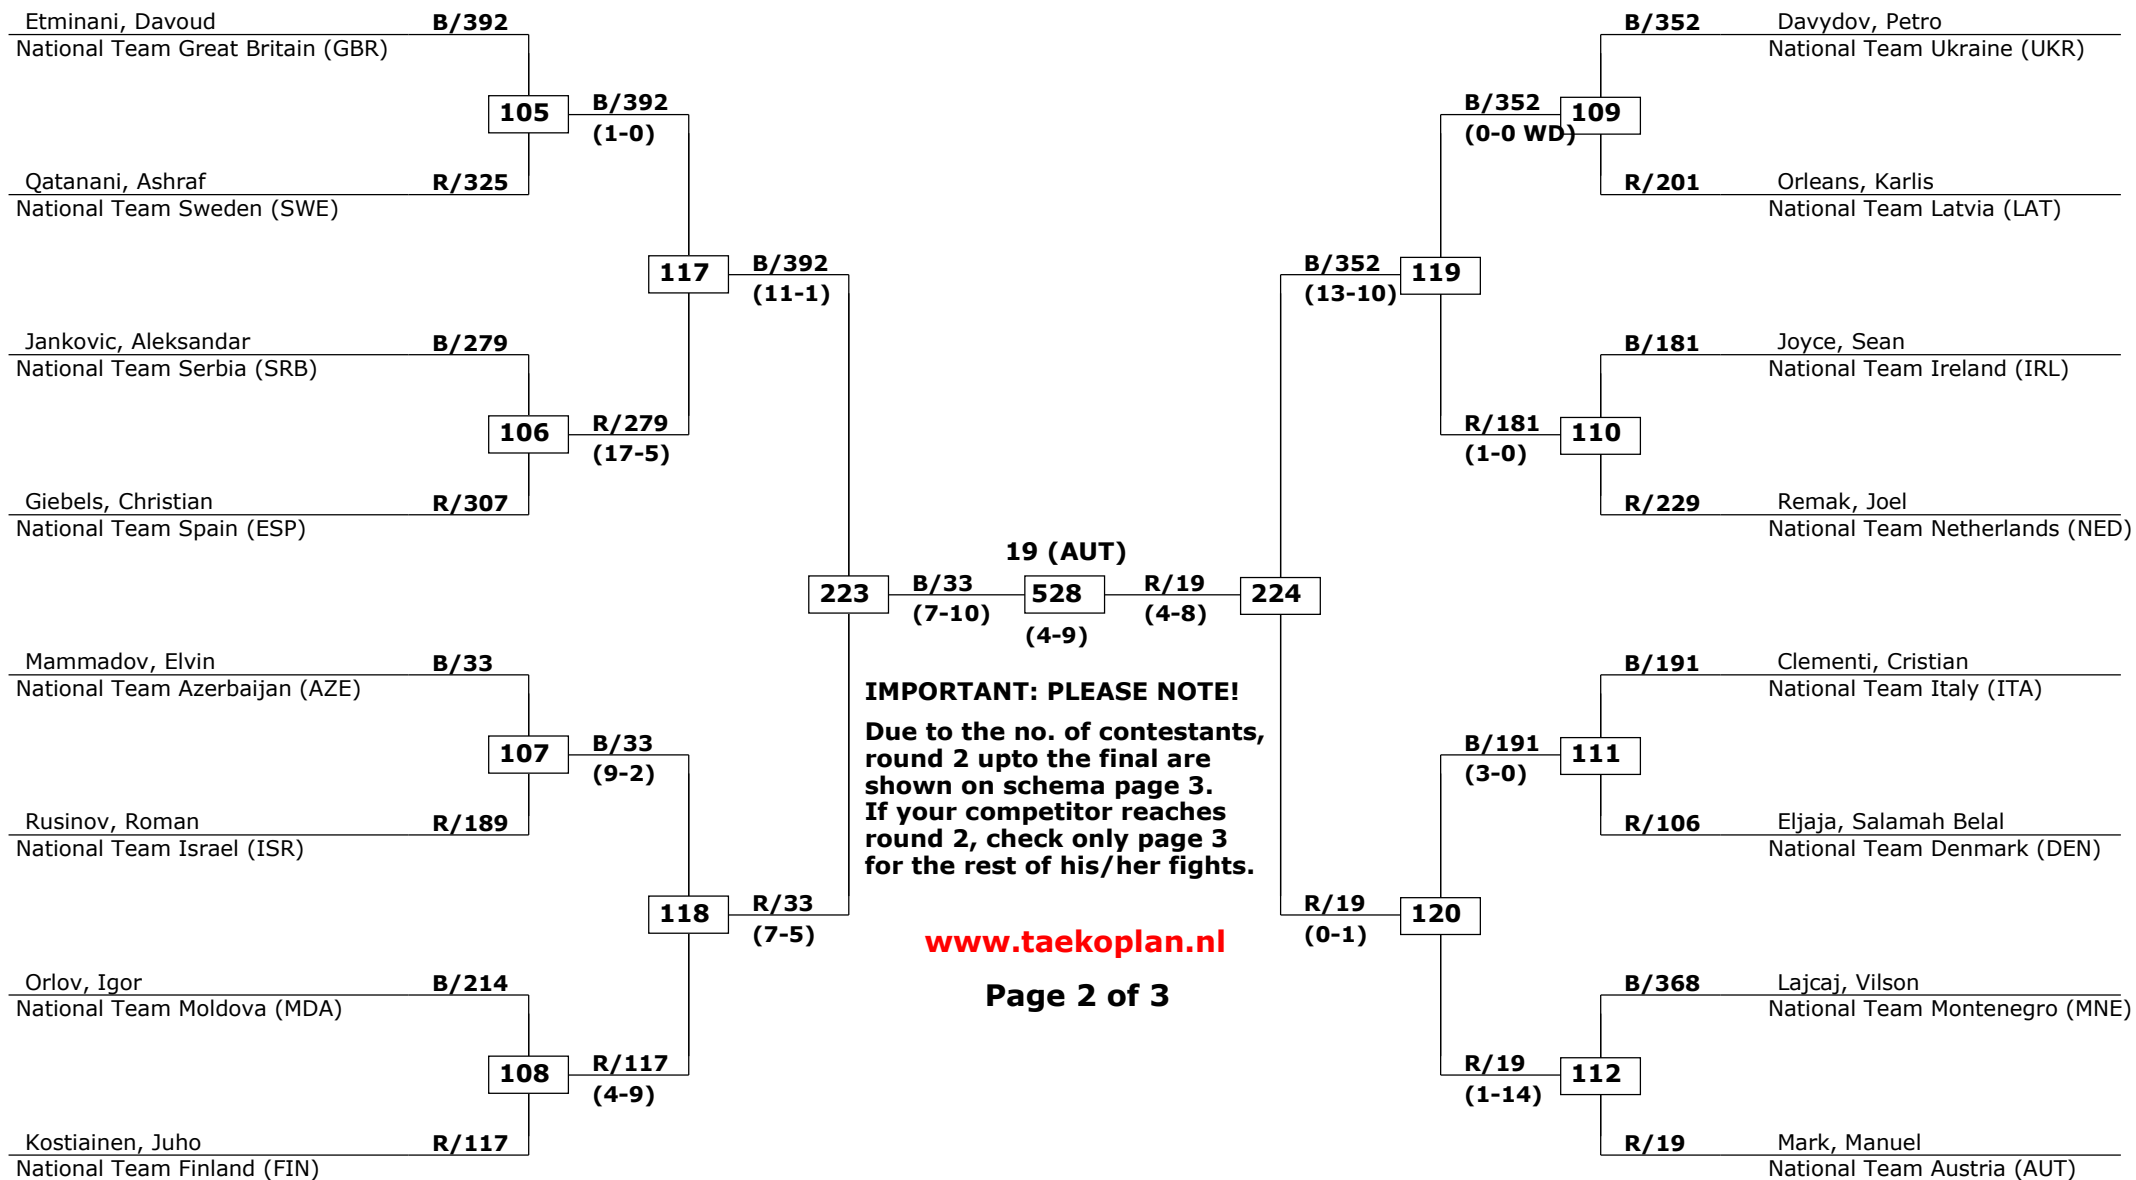 Etminani, Davoud B/392
National Team Great Britain (GBR)
105
B/392
(1-0)
Qatanani, Ashraf R/325
National Team Sweden (SWE)
117
B/392
(11-1)
Jankovic, Aleksandar B/279
National Team Serbia (SRB)
106
R/279
(17-5)
Giebels, Christian R/307
National Team Spain (ESP)
223
B/33
(7-10)
Mammadov, Elvin B/33
National Team Azerbaijan (AZE)
107
B/33
(9-2)
Rusinov, Roman R/189
National Team Israel (ISR)
118
R/33
(7-5)
Orlov, Igor B/214
National Team Moldova (MDA)
108
R/117
(4-9)
Kostiainen, Juho R/117
National Team Finland (FIN)
19 (AUT)
528
(4-9)
IMPORTANT: PLEASE NOTE!
Due to the no. of contestants,
round 2 upto the final are
shown on schema page 3.
If your competitor reaches
round 2, check only page 3
for the rest of his/her fights.
www.taekoplan.nl
Page 2 of 3
B/352 Davydov, Petro
National Team Ukraine (UKR)
B/352
(0-0 WD)
109
R/201 Orleans, Karlis
National Team Latvia (LAT)
B/352
(13-10)
119
B/181 Joyce, Sean
National Team Ireland (IRL)
R/181
(1-0)
110
R/229 Remak, Joel
National Team Netherlands (NED)
R/19
(4-8)
224
B/191 Clementi, Cristian
National Team Italy (ITA)
B/191
(3-0)
111
R/106 Eljaja, Salamah Belal
National Team Denmark (DEN)
R/19
(0-1)
120
B/368 Lajcaj, Vilson
National Team Montenegro (MNE)
R/19
(1-14)
112
R/19 Mark, Manuel
National Team Austria (AUT)